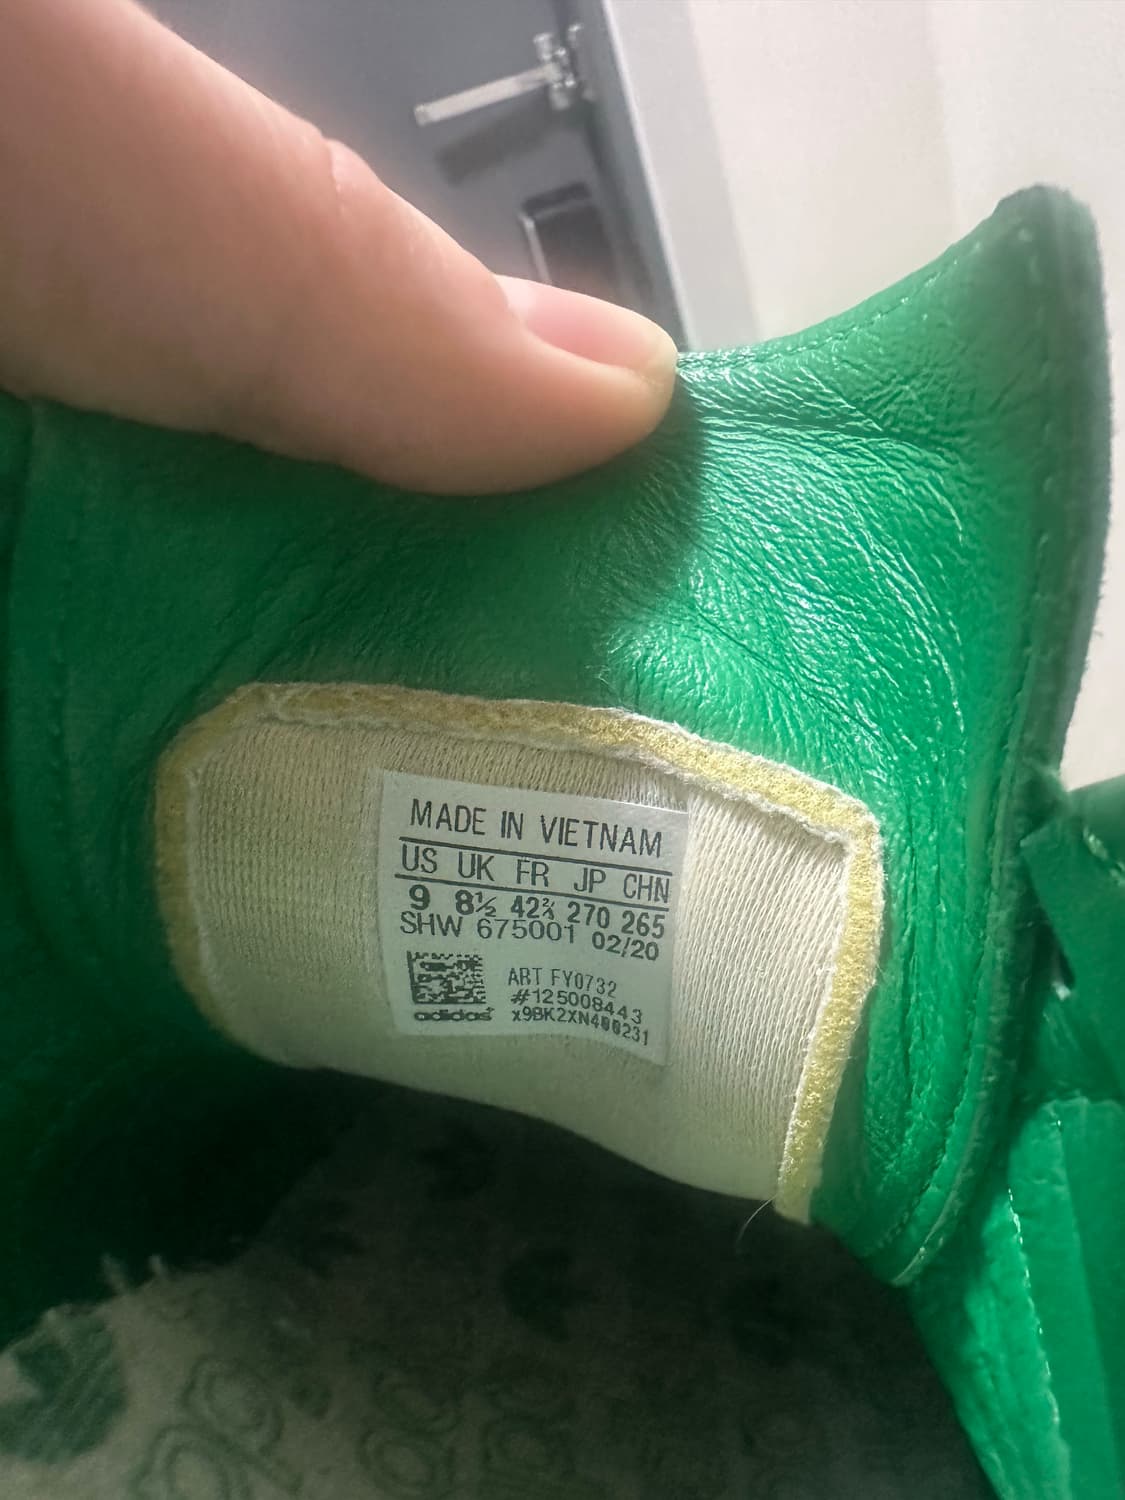 MADE IN VIETNAM
US UK FR JP CHN
9 8½ 42⅔ 270 265
SHW 675001 02/20
ART FY0732
#125008443
adidas x9BK2XN400231